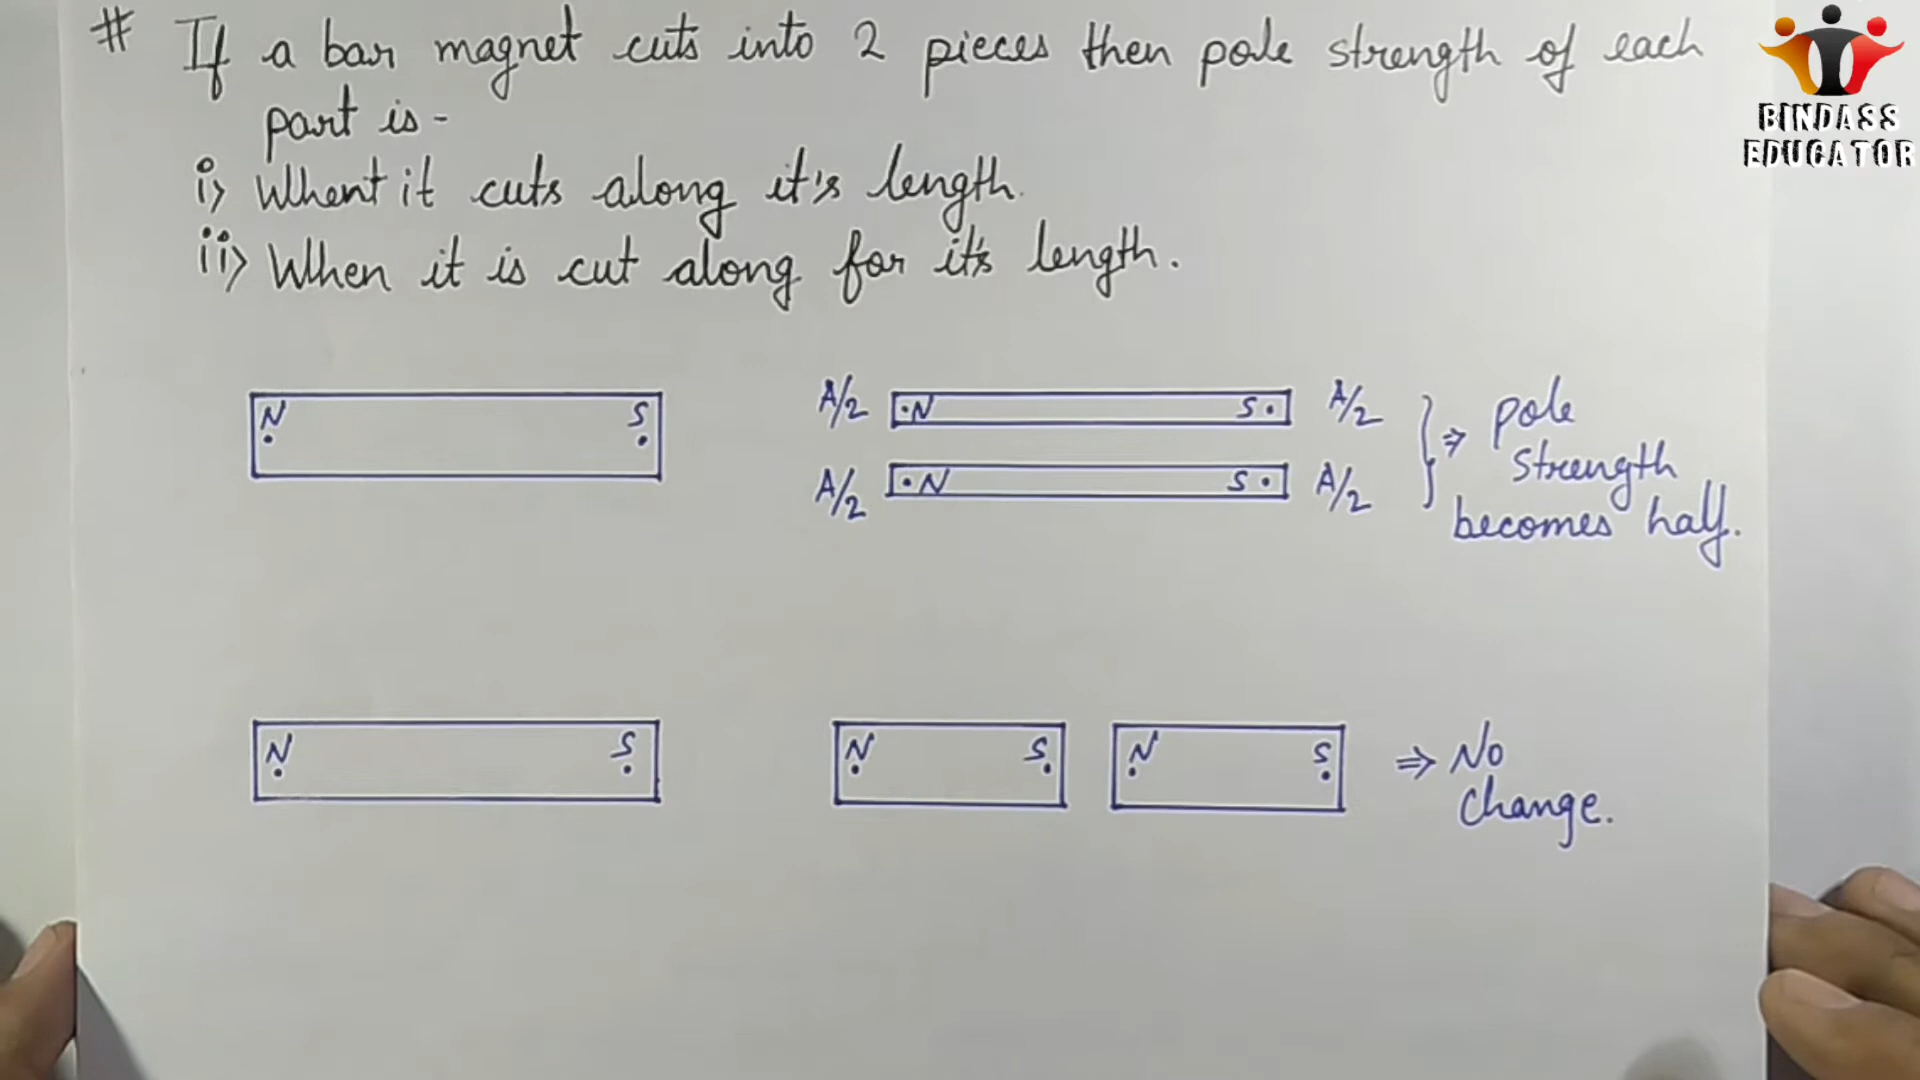 # If a bar magnet cuts into 2 pieces then pole strength of each
part is -
i) Whent it cuts along it's length.
ii) When it is cut along for it's length.
BINDASS
EDUCATOR
N S
A/2 N S A/2
A/2 N S A/2
} ⇒ pole
strength
becomes half.
N S
N S N S ⇒ No
change.